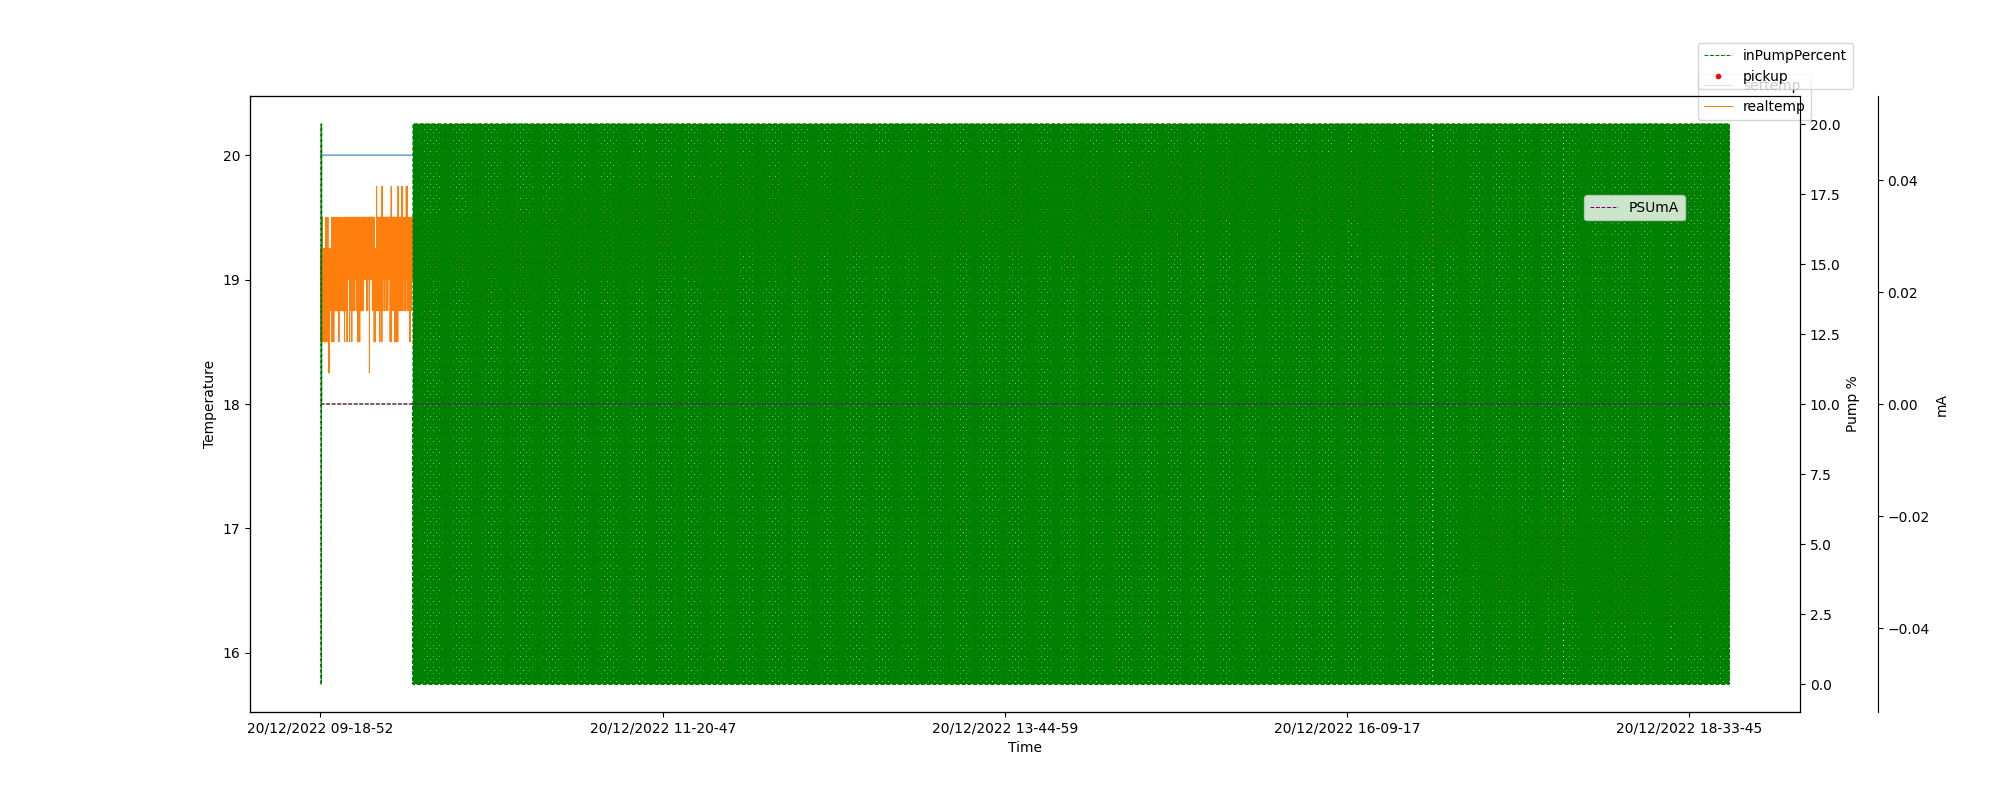 inPumpPercent
pickup
settemp
realtemp
PSUmA
20
19
18
17
16
Temperature
20.0
17.5
15.0
12.5
10.0
7.5
5.0
2.5
0.0
Pump %
0.04
0.02
0.00
−0.02
−0.04
mA
20/12/2022 09-18-52
20/12/2022 11-20-47
20/12/2022 13-44-59
20/12/2022 16-09-17
20/12/2022 18-33-45
Time